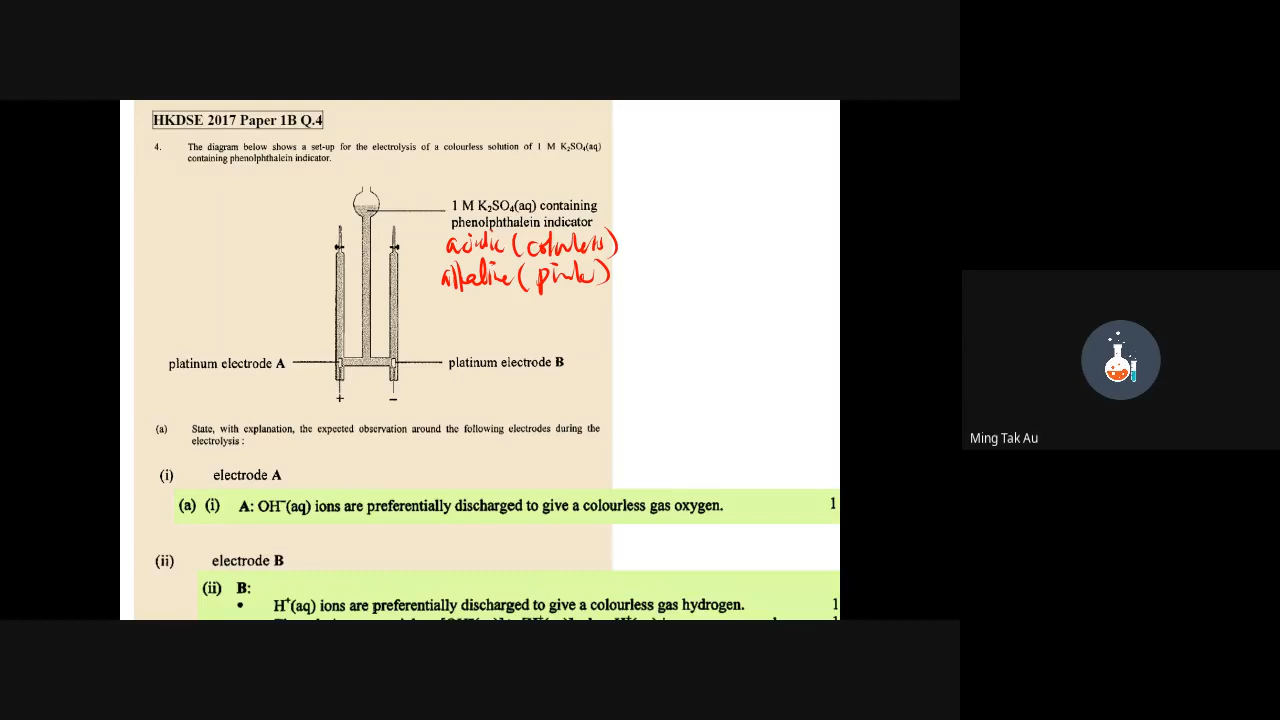 HKDSE 2017 Paper 1B Q.4
4. The diagram below shows a set-up for the electrolysis of a colourless solution of 1 M K₂SO₄(aq)
containing phenolphthalein indicator.
1 M K₂SO₄(aq) containing
phenolphthalein indicator
acidic (colourless)
alkaline (pink)
platinum electrode A
platinum electrode B
+ −
(a) State, with explanation, the expected observation around the following electrodes during the
electrolysis :
(i) electrode A
(a) (i) A: OH⁻(aq) ions are preferentially discharged to give a colourless gas oxygen. 1
(ii) electrode B
(ii) B:
• H⁺(aq) ions are preferentially discharged to give a colourless gas hydrogen. 1
Ming Tak Au